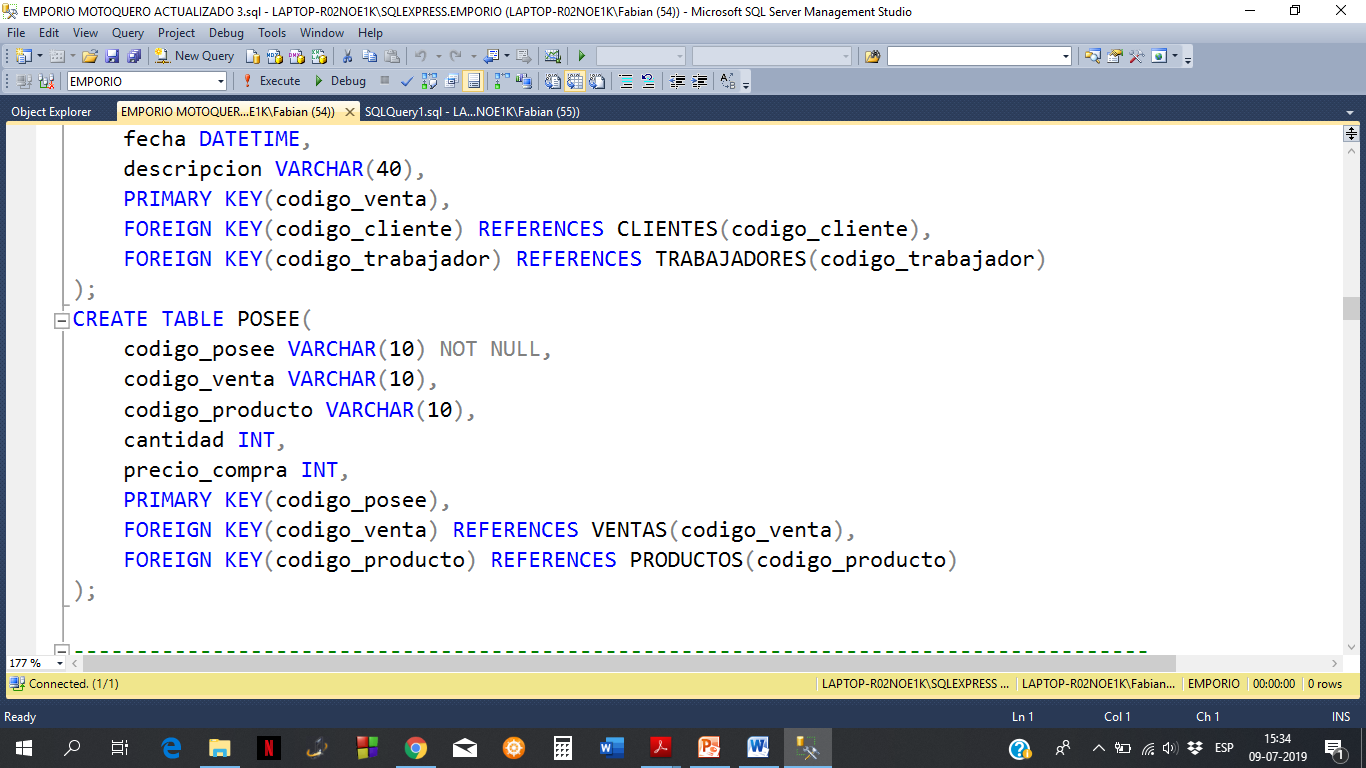 EMPORIO MOTOQUERO ACTUALIZADO 3.sql - LAPTOP-R02NOE1K\SQLEXPRESS.EMPORIO (LAPTOP-R02NOE1K\Fabian (54)) - Microsoft SQL Server Management Studio
File Edit View Query Project Debug Tools Window Help
New Query
EMPORIO Execute Debug
Object Explorer EMPORIO MOTOQUER...E1K\Fabian (54)) SQLQuery1.sql - LA...NOE1K\Fabian (55))
fecha DATETIME,
descripcion VARCHAR(40),
PRIMARY KEY(codigo_venta),
FOREIGN KEY(codigo_cliente) REFERENCES CLIENTES(codigo_cliente),
FOREIGN KEY(codigo_trabajador) REFERENCES TRABAJADORES(codigo_trabajador)
);
CREATE TABLE POSEE(
codigo_posee VARCHAR(10) NOT NULL,
codigo_venta VARCHAR(10),
codigo_producto VARCHAR(10),
cantidad INT,
precio_compra INT,
PRIMARY KEY(codigo_posee),
FOREIGN KEY(codigo_venta) REFERENCES VENTAS(codigo_venta),
FOREIGN KEY(codigo_producto) REFERENCES PRODUCTOS(codigo_producto)
);
--------------------------------------------------------------------------------
177 %
Connected. (1/1) LAPTOP-R02NOE1K\SQLEXPRESS ... LAPTOP-R02NOE1K\Fabian... EMPORIO 00:00:00 0 rows
Ready Ln 1 Col 1 Ch 1 INS
ESP 15:34
09-07-2019